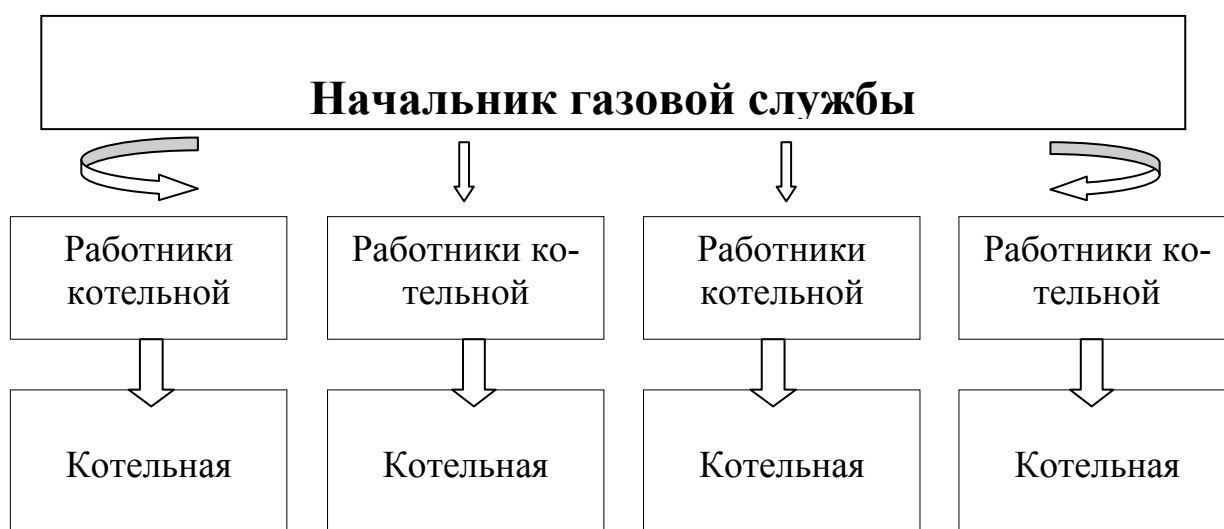 Начальник газовой службы
Работники
котельной
Работники ко-
тельной
Работники
котельной
Работники ко-
тельной
Котельная
Котельная
Котельная
Котельная